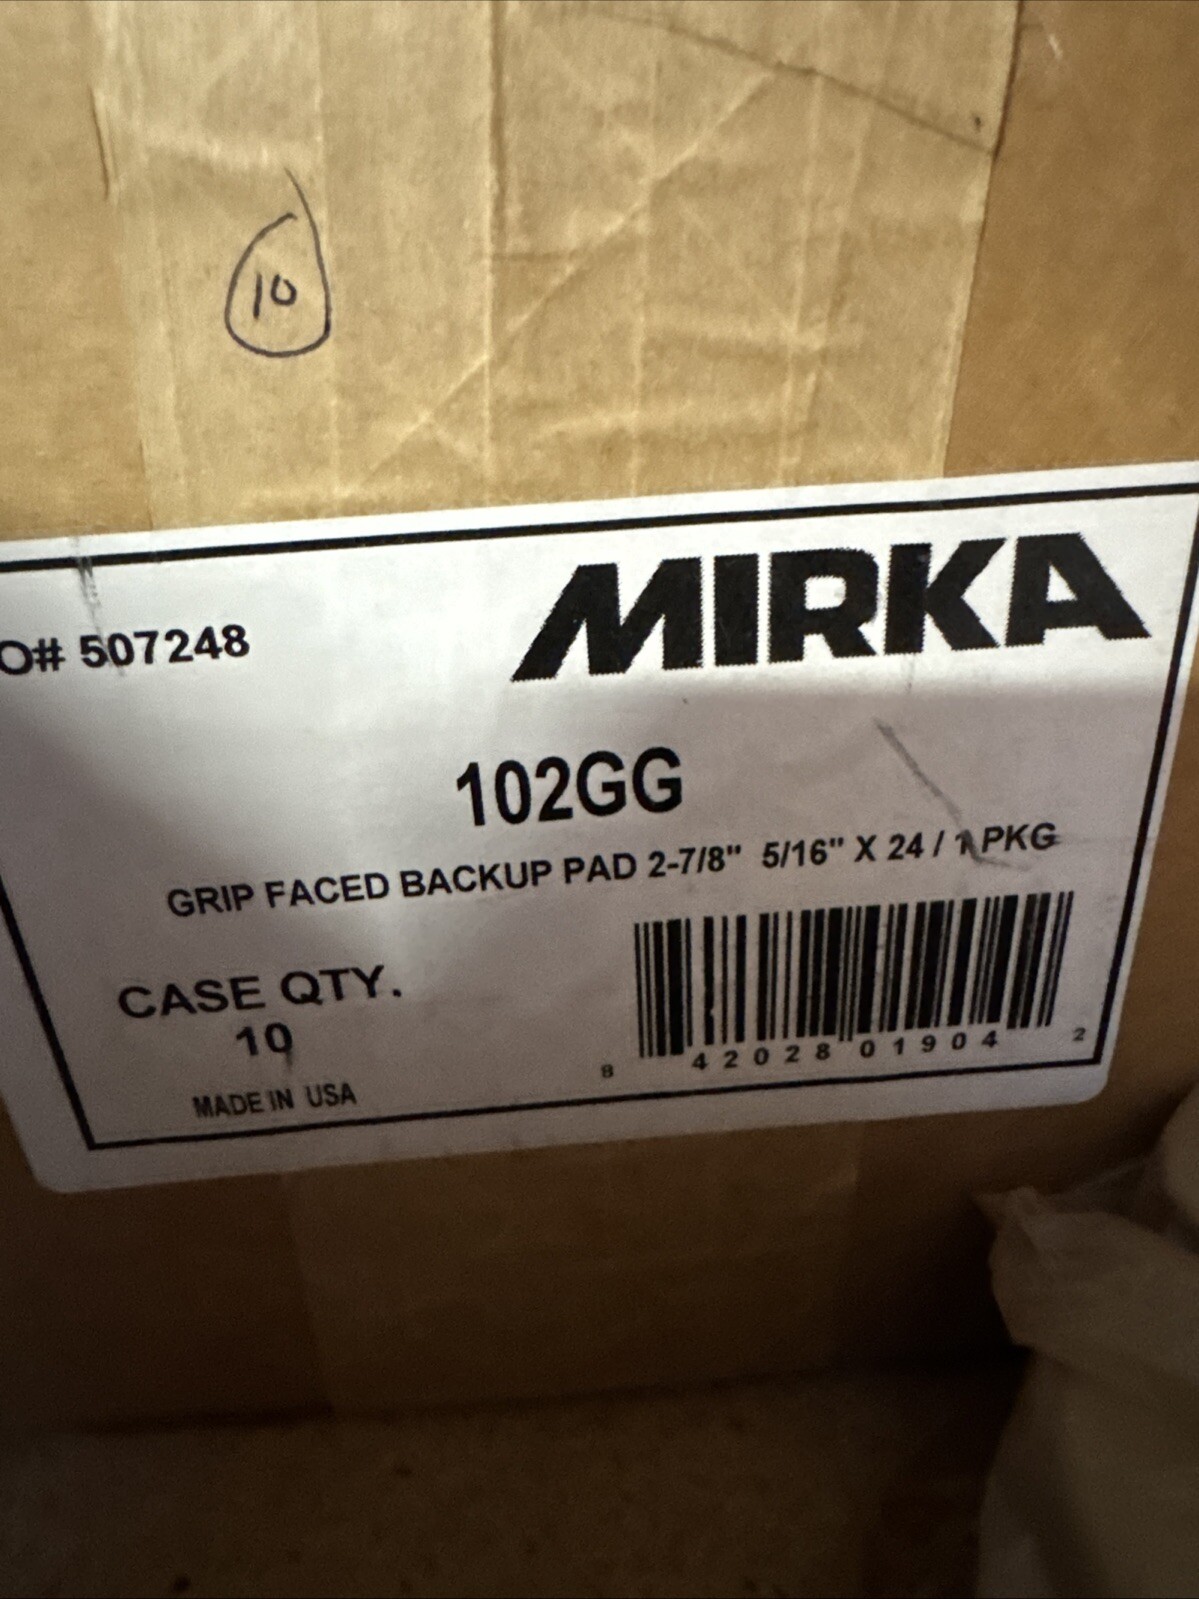 10
O# 507248
MIRKA
102GG
GRIP FACED BACKUP PAD 2-7/8" 5/16" X 24 / 1 PKG
CASE QTY.
10
MADE IN USA
8 42028 01904 2